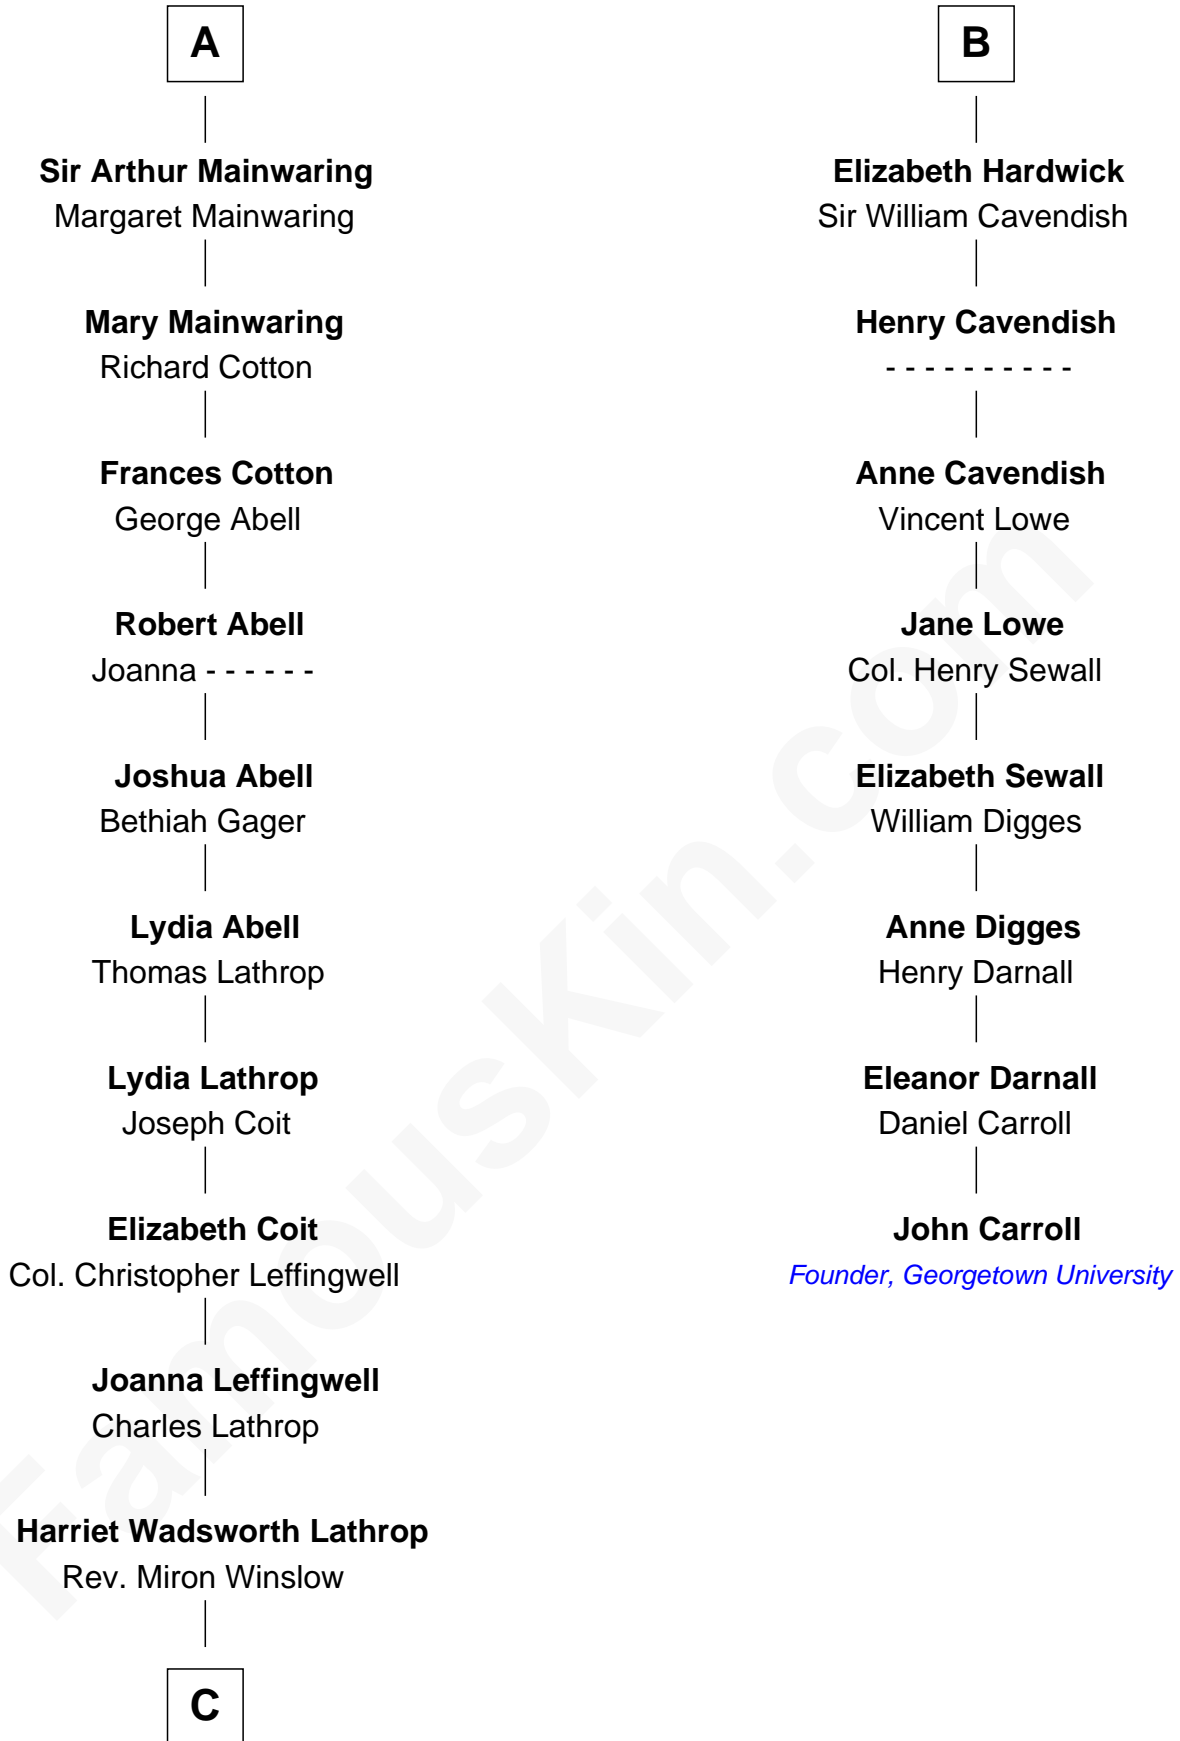 A
Sir Arthur Mainwaring
Margaret Mainwaring
Mary Mainwaring
Richard Cotton
Frances Cotton
George Abell
Robert Abell
Joanna - - - - - -
Joshua Abell
Bethiah Gager
Lydia Abell
Thomas Lathrop
Lydia Lathrop
Joseph Coit
Elizabeth Coit
Col. Christopher Leffingwell
Joanna Leffingwell
Charles Lathrop
Harriet Wadsworth Lathrop
Rev. Miron Winslow
C
B
Elizabeth Hardwick
Sir William Cavendish
Henry Cavendish
- - - - - - - - - -
Anne Cavendish
Vincent Lowe
Jane Lowe
Col. Henry Sewall
Elizabeth Sewall
William Digges
Anne Digges
Henry Darnall
Eleanor Darnall
Daniel Carroll
John Carroll
Founder, Georgetown University
FamousKin.com